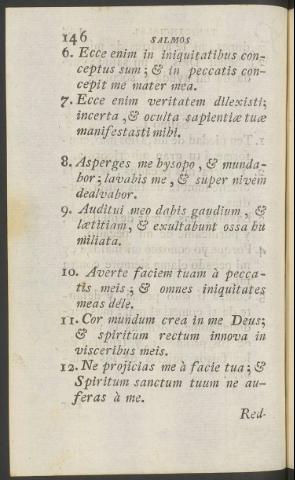 146 SALMOS
6. Ecce enim in iniquitatibus con-
ceptus sum; & in peccatis con-
cepit me mater mea.
7. Ecce enim veritatem dilexisti;
incerta, & oculta sapientiæ tuæ
manifestasti mihi.
8. Asperges me hysopo, & munda-
bor; lavabis me, & super nivem
dealvabor.
9. Auditui meo dabis gaudium, &
lætitiam, & exultabunt ossa hu
miliata.
10. Averte faciem tuam à pecca-
tis meis; & omnes iniquitates
meas dele.
11. Cor mundum crea in me Deus;
& spiritum rectum innova in
visceribus meis.
12. Ne projicias me à facie tua; &
Spiritum sanctum tuum ne au-
feras à me.
Red-